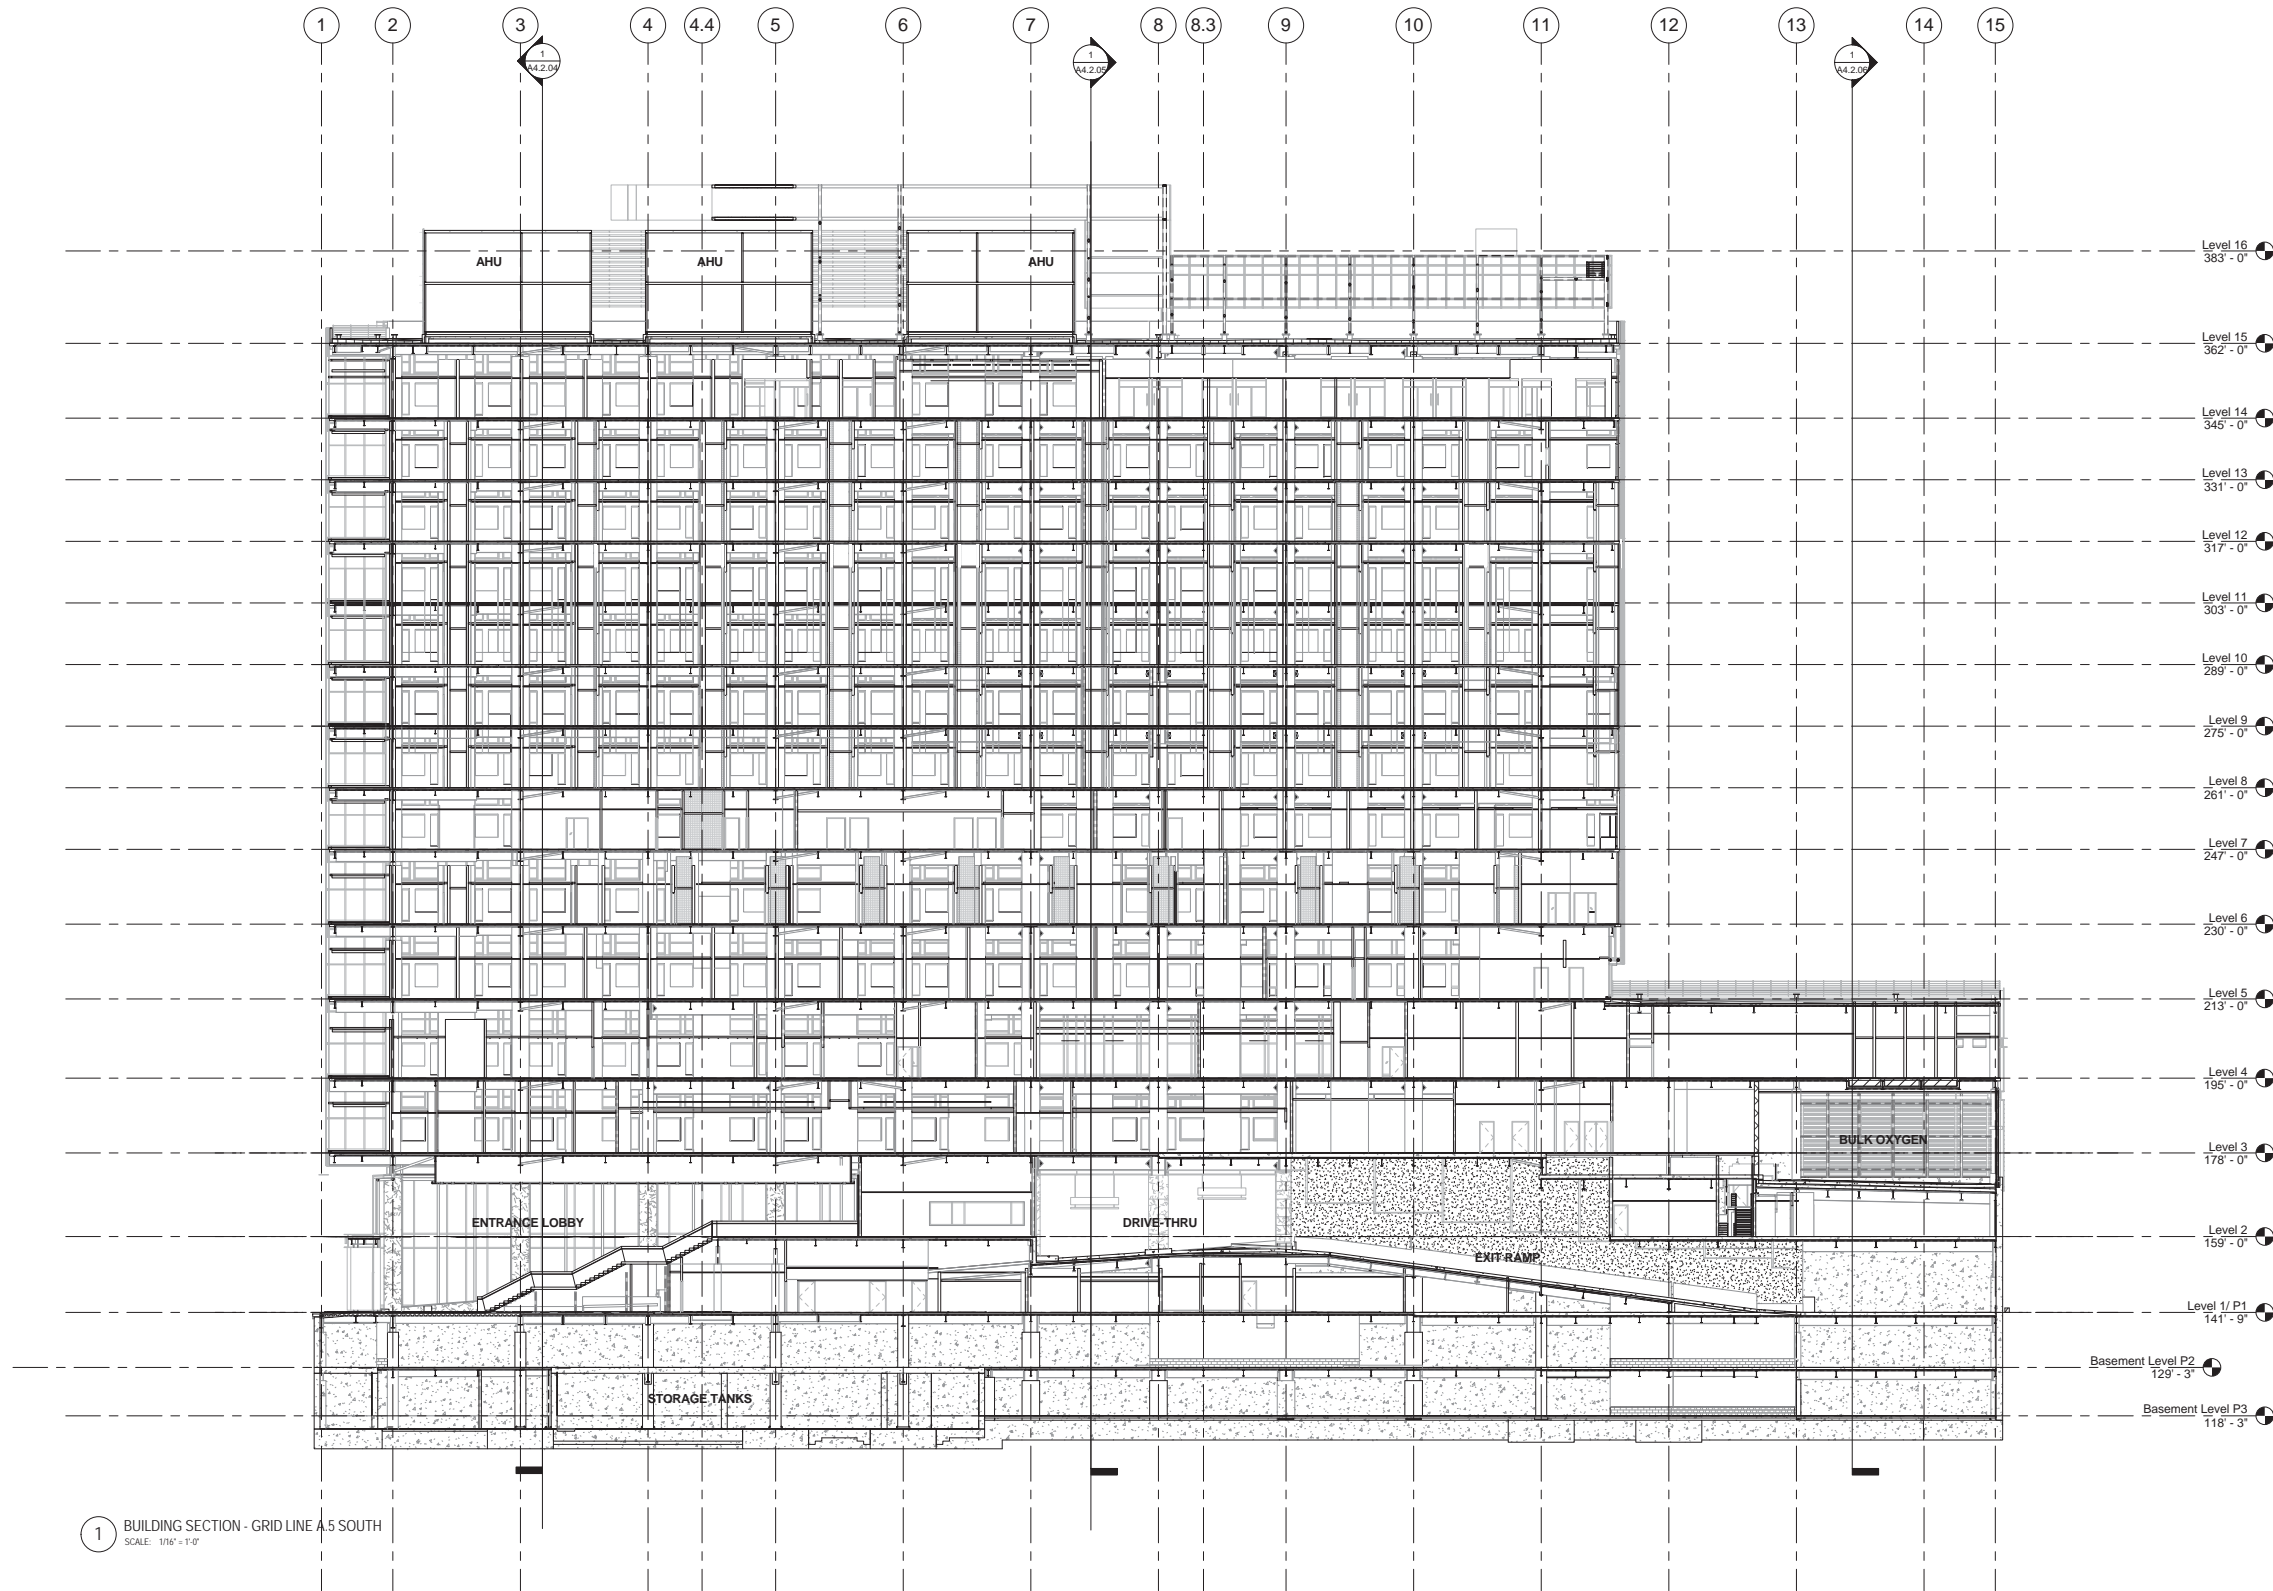 1 2 3 4 4.4 5 6 7 8 8.3 9 10 11 12 13 14 15
1 1 1
A4.2.04 A4.2.05 A4.2.06
Level 16
383' - 0"
AHU AHU AHU
Level 15
362' - 0"
Level 14
345' - 0"
Level 13
331' - 0"
Level 12
317' - 0"
Level 11
303' - 0"
Level 10
289' - 0"
Level 9
275' - 0"
Level 8
261' - 0"
Level 7
247' - 0"
Level 6
230' - 0"
Level 5
213' - 0"
Level 4
195' - 0"
BULK OXYGEN
Level 3
178' - 0"
ENTRANCE LOBBY DRIVE-THRU
Level 2
159' - 0"
EXIT RAMP
Level 1/ P1
141' - 9"
Basement Level P2
129' - 3"
STORAGE TANKS
Basement Level P3
118' - 3"
1 BUILDING SECTION - GRID LINE A.5 SOUTH
SCALE: 1/16" = 1'-0"